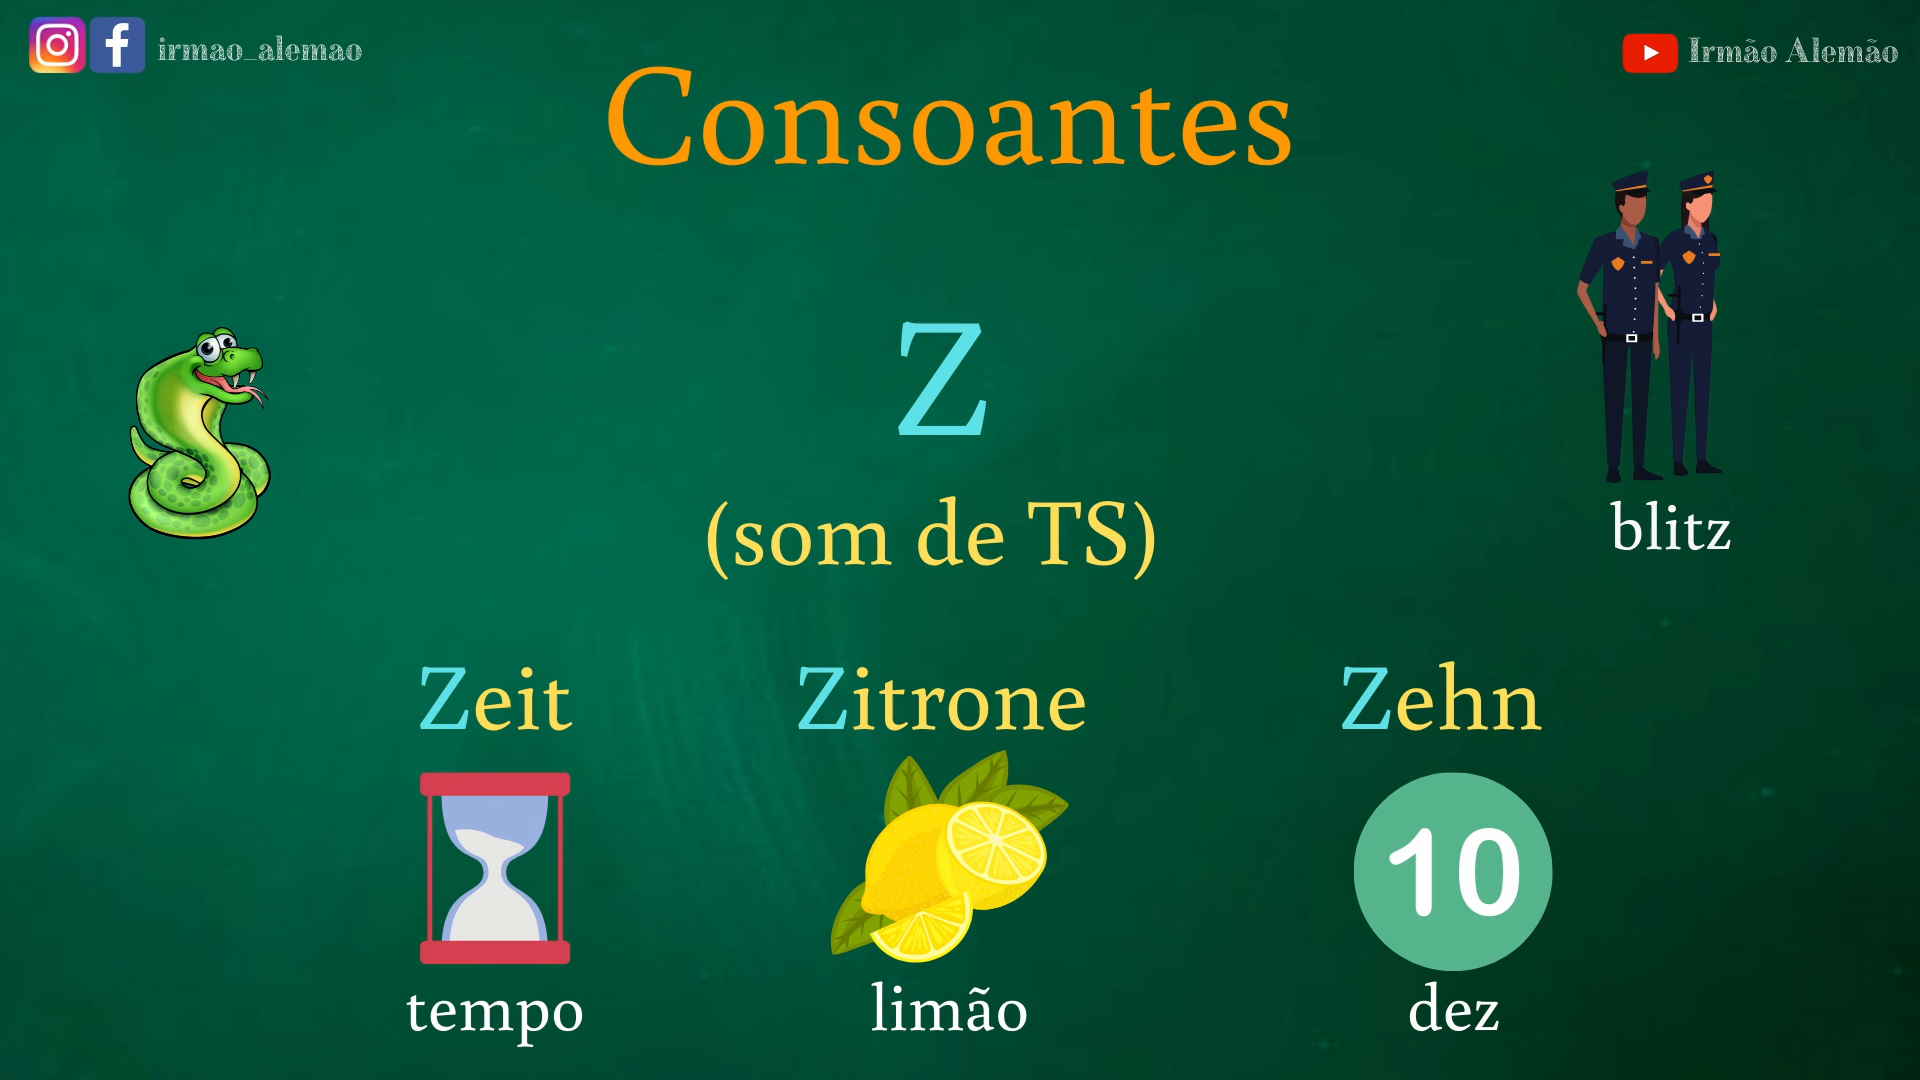 irmao_alemao
Irmão Alemão
Consoantes
Z
(som de TS)
blitz
Zeit
Zitrone
Zehn
10
tempo
limão
dez